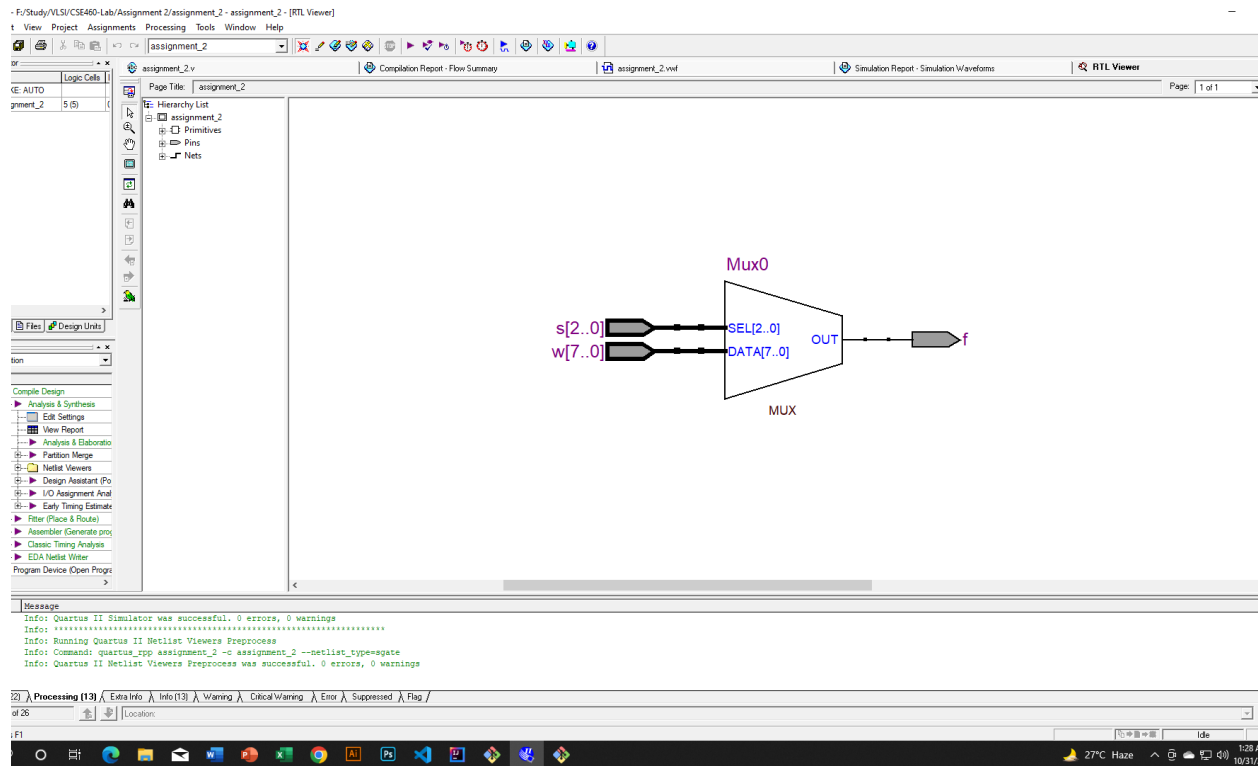 - F:/Study/VLSI/CSE460-Lab/Assignment 2/assignment_2 - assignment_2 - [RTL Viewer]
t View Project Assignments Processing Tools Window Help
assignment_2
or
Logic Cells
KE: AUTO
gnment_2 5 (5)
Files Design Units
assignment_2.v
Compilation Report - Flow Summary
assignment_2.vwf
Simulation Report - Simulation Waveforms
RTL Viewer
Page Title: assignment_2
Page: 1 of 1
Hierarchy List
assignment_2
Primitives
Pins
Nets
Mux0
s[2..0]
SEL[2..0]
w[7..0]
DATA[7..0]
OUT
f
MUX
tion
Compile Design
Analysis & Synthesis
Edit Settings
View Report
Analysis & Elaboratio
Partition Merge
Netlist Viewers
Design Assistant (Po
I/O Assignment Anal
Early Timing Estimate
Fitter (Place & Route)
Assembler (Generate prog
Classic Timing Analysis
EDA Netlist Writer
Program Device (Open Progra
Message
Info: Quartus II Simulator was successful. 0 errors, 0 warnings
Info: *******************************************************************
Info: Running Quartus II Netlist Viewers Preprocess
Info: Command: quartus_rpp assignment_2 -c assignment_2 --netlist_type=sgate
Info: Quartus II Netlist Viewers Preprocess was successful. 0 errors, 0 warnings
22) Processing (13) Extra Info Info (13) Warning Critical Warning Error Suppressed Flag
of 26 Location:
s F1
Idle
27°C Haze
1:28 A
10/31/